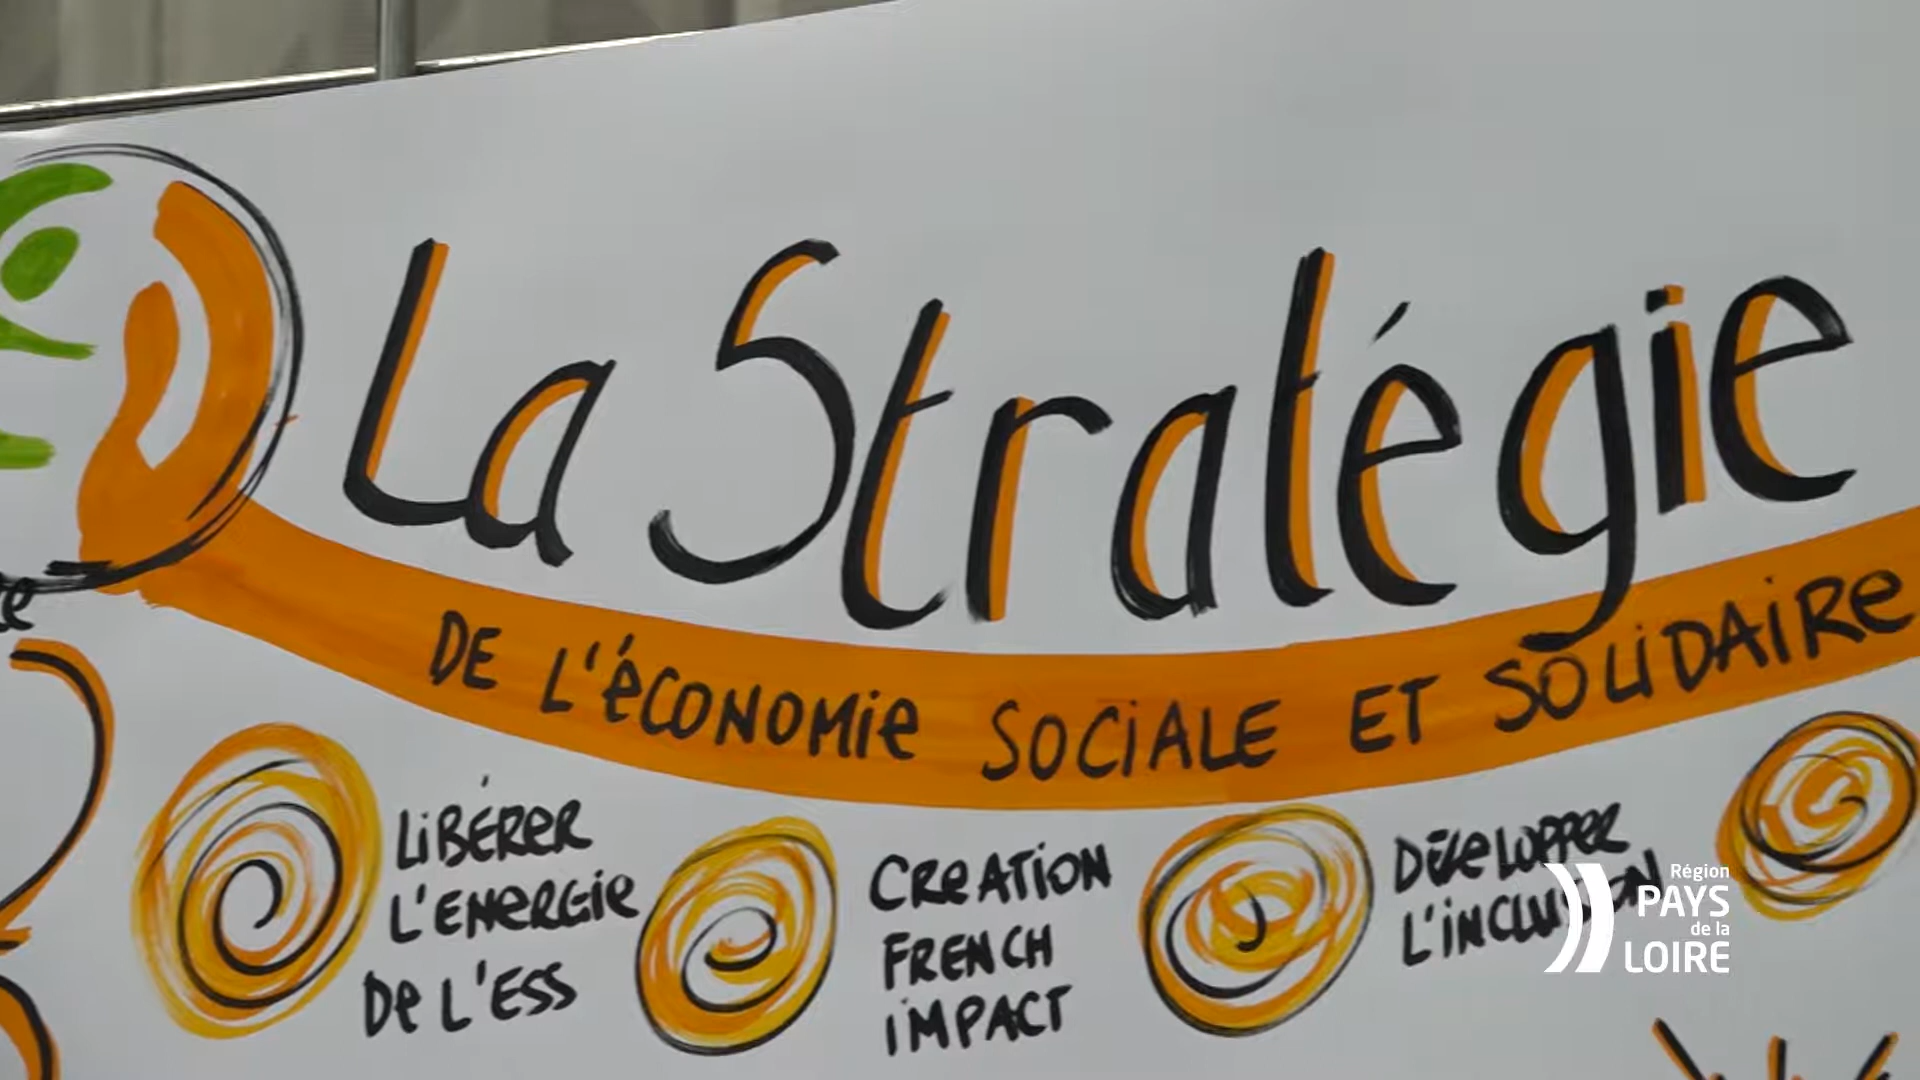 La Stratégie
DE L'ÉCONOMiE SOCiALE ET SOLiDAiRE
LiBÉRER
L'ENERGiE
De L'ESS
CREATiON
FRENCH
iMPACT
DÉVELOPPER
L'iNCLUSiON
Région
PAYS
de la
LOIRE